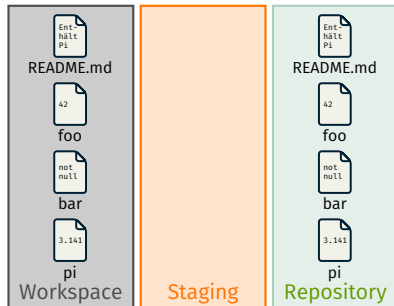 Ent-
hält
Pi
README.md
42
foo
not
null
bar
3.141
pi
Workspace
Staging
Ent-
hält
Pi
README.md
42
foo
not
null
bar
3.141
pi
Repository